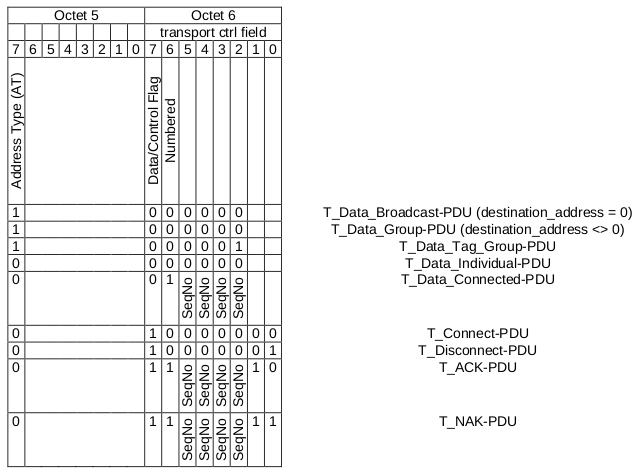 Octet 5 Octet 6
transport ctrl field
7 6 5 4 3 2 1 0 7 6 5 4 3 2 1 0
Address Type (AT) Data/Control Flag Numbered
1 0 0 0 0 0 0 T_Data_Broadcast-PDU (destination_address = 0)
1 0 0 0 0 0 0 T_Data_Group-PDU (destination_address <> 0)
1 0 0 0 0 0 1 T_Data_Tag_Group-PDU
0 0 0 0 0 0 0 T_Data_Individual-PDU
0 0 1 SeqNo SeqNo SeqNo SeqNo T_Data_Connected-PDU
0 1 0 0 0 0 0 0 0 T_Connect-PDU
0 1 0 0 0 0 0 0 1 T_Disconnect-PDU
0 1 1 SeqNo SeqNo SeqNo SeqNo 1 0 T_ACK-PDU
0 1 1 SeqNo SeqNo SeqNo SeqNo 1 1 T_NAK-PDU